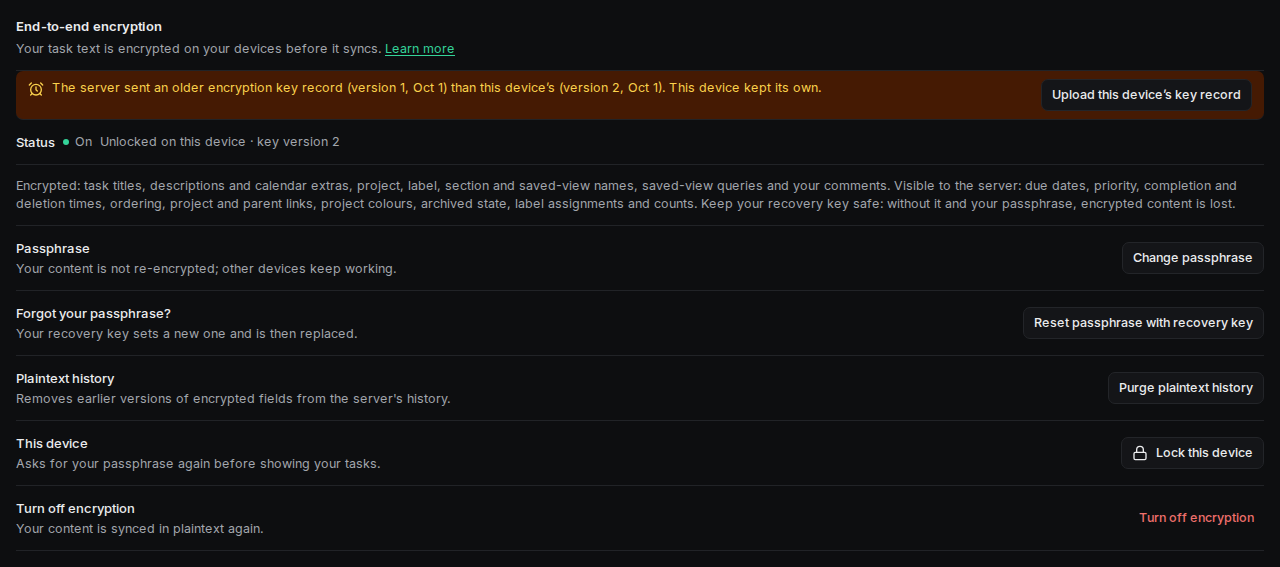 End-to-end encryption
Your task text is encrypted on your devices before it syncs. Learn more
The server sent an older encryption key record (version 1, Oct 1) than this device’s (version 2, Oct 1). This device kept its own.
Upload this device’s key record
Status On Unlocked on this device · key version 2
Encrypted: task titles, descriptions and calendar extras, project, label, section and saved-view names, saved-view queries and your comments. Visible to the server: due dates, priority, completion and
deletion times, ordering, project and parent links, project colours, archived state, label assignments and counts. Keep your recovery key safe: without it and your passphrase, encrypted content is lost.
Passphrase
Your content is not re-encrypted; other devices keep working.
Change passphrase
Forgot your passphrase?
Your recovery key sets a new one and is then replaced.
Reset passphrase with recovery key
Plaintext history
Removes earlier versions of encrypted fields from the server's history.
Purge plaintext history
This device
Asks for your passphrase again before showing your tasks.
Lock this device
Turn off encryption
Your content is synced in plaintext again.
Turn off encryption